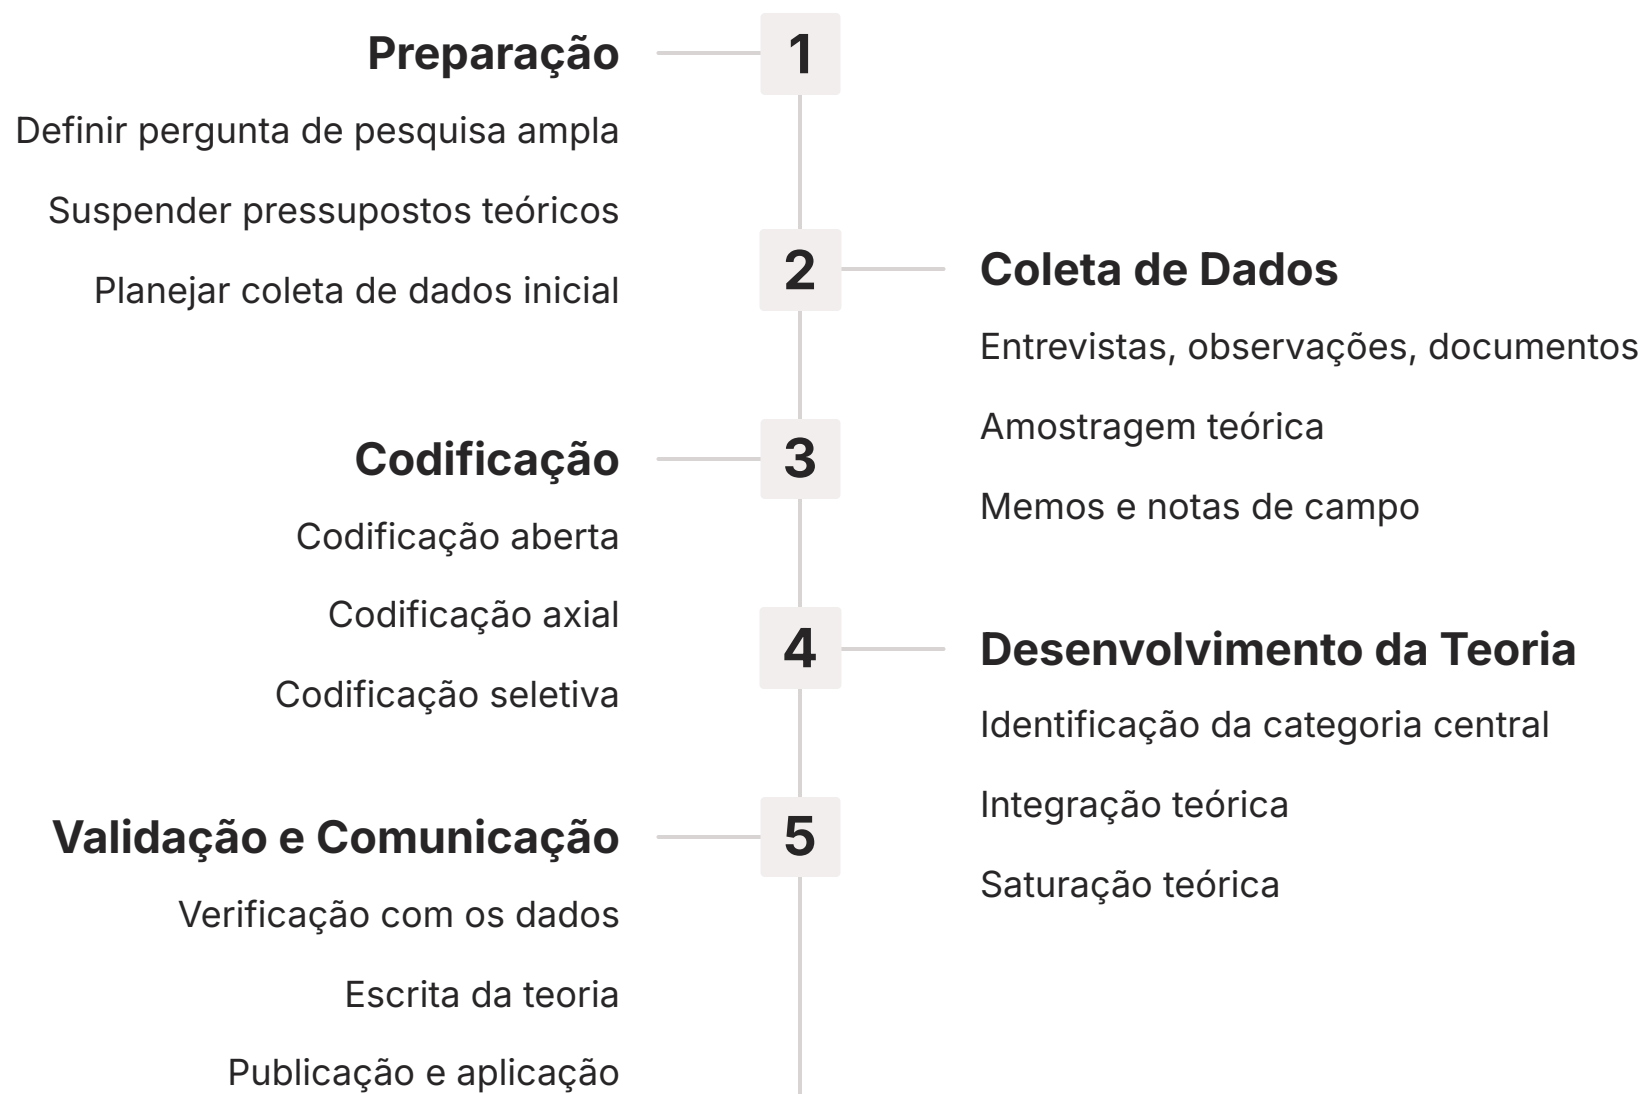 1
Preparação
Definir pergunta de pesquisa ampla
Suspender pressupostos teóricos
Planejar coleta de dados inicial
2
Coleta de Dados
Entrevistas, observações, documentos
Amostragem teórica
Memos e notas de campo
3
Codificação
Codificação aberta
Codificação axial
Codificação seletiva
4
Desenvolvimento da Teoria
Identificação da categoria central
Integração teórica
Saturação teórica
5
Validação e Comunicação
Verificação com os dados
Escrita da teoria
Publicação e aplicação